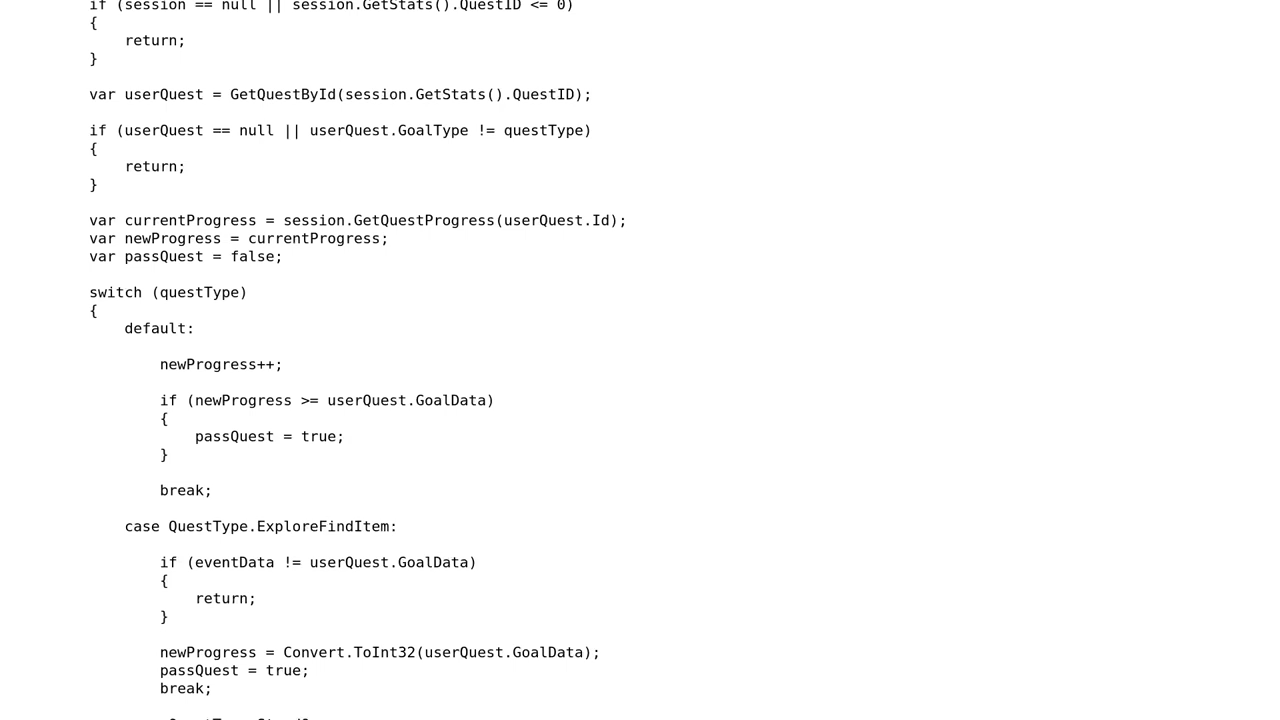 if (session == null || session.GetStats().QuestID <= 0)
{
return;
}
var userQuest = GetQuestById(session.GetStats().QuestID);
if (userQuest == null || userQuest.GoalType != questType)
{
return;
}
var currentProgress = session.GetQuestProgress(userQuest.Id);
var newProgress = currentProgress;
var passQuest = false;
switch (questType)
{
default:
newProgress++;
if (newProgress >= userQuest.GoalData)
{
passQuest = true;
}
break;
case QuestType.ExploreFindItem:
if (eventData != userQuest.GoalData)
{
return;
}
newProgress = Convert.ToInt32(userQuest.GoalData);
passQuest = true;
break;